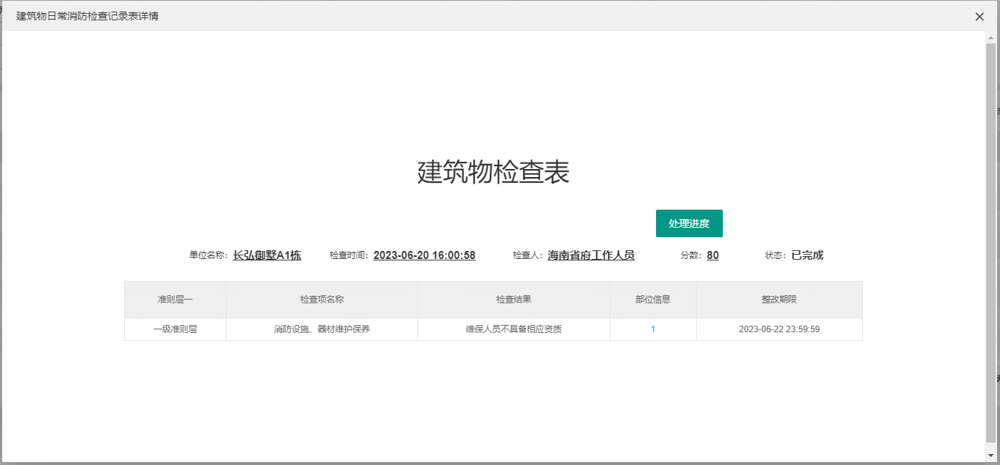 建筑物日常消防检查记录表详情
建筑物检查表
处理进度
单位名称： 长弘御墅A1栋 检查时间： 2023-06-20 16:00:58 检查人： 海南省府工作人员 分数： 80 状态： 已完成
准则层一 检查项名称 检查结果 部位信息 整改期限
一级准则层 消防设施、器材维护保养 维保人员不具备相应资质 1 2023-06-22 23:59:59